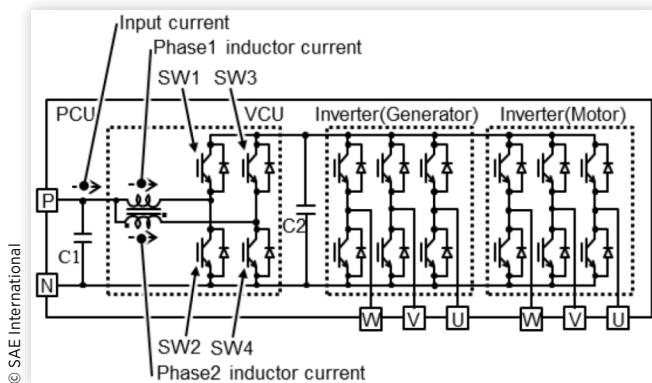 Input current
Phase1 inductor current
SW1 SW3
PCU
VCU
Inverter(Generator)
Inverter(Motor)
P
C1
C2
N
W
V
U
W
V
U
SW2 SW4
Phase2 inductor current
© SAE International